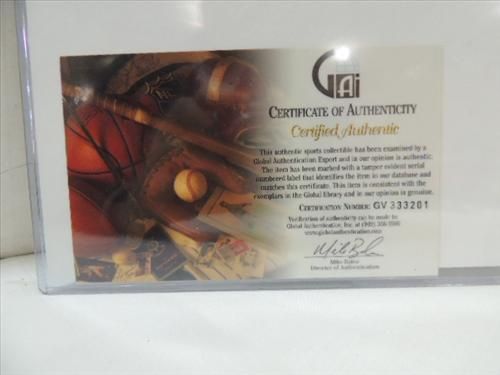 GAi
CERTIFICATE OF AUTHENTICITY
Certified Authentic
This authentic sports collectible has been examined by a
Global Authentication Expert and in our opinion is authentic.
The item has been marked with a tamper evident serial
numbered label that identifies the item in our database and
matches this certificate. This item is consistent with the
exemplars in the Global library and in our opinion is genuine.
CERTIFICATION NUMBER: GV 333201
Verification of authenticity can be made to:
Global Authentication, Inc. at
www.globalauthentication.com
Director of Authentication